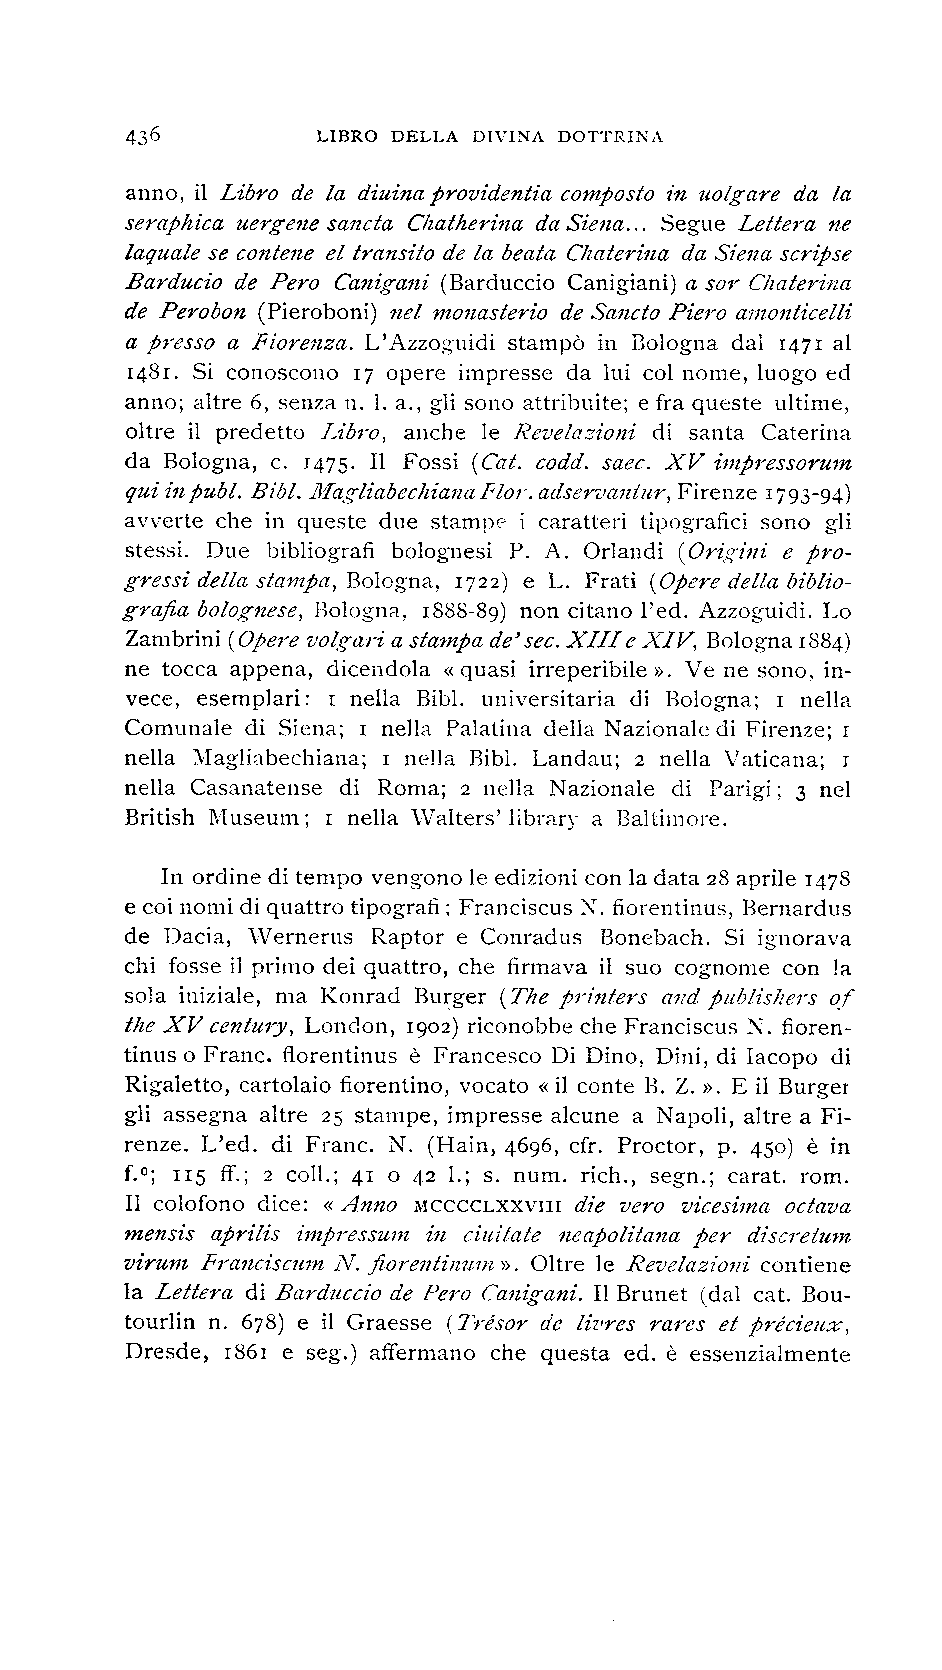 436 LIBRO DELLA DIVINA DOTTRINA
anno, il Libro de la diuina providentia composto in uolgare da la
seraphica uergene sancta Chatherina da Siena... Segue Lettera ne
laquale se contene el transito de la beata Chaterina da Siena scripse
Barducio de Pero Canigani (Barduccio Canigiani) a sor Chaterina
de Perobon (Pieroboni) nel monasterio de Sancto Piero amonticelli
a presso a Fiorenza. L'Azzoguidi stampò in Bologna dal 1471 al
1481. Si conoscono 17 opere impresse da lui col nome, luogo ed
anno; altre 6, senza n. l. a., gli sono attribuite; e fra queste ultime,
oltre il predetto Libro, anche le Revelazioni di santa Caterina
da Bologna, c. 1475. Il Fossi (Cat. codd. saec. XV impressorum
qui in publ. Bibl. Magliabechiana Flor. adservantur, Firenze 1793-94)
avverte che in queste due stampe i caratteri tipografici sono gli
stessi. Due bibliografi bolognesi P. A. Orlandi (Origini e pro-
gressi della stampa, Bologna, 1722) e L. Frati (Opere della biblio-
grafia bolognese, Bologna, 1888-89) non citano l'ed. Azzoguidi. Lo
Zambrini (Opere volgari a stampa de' sec. XIII e XIV, Bologna 1884)
ne tocca appena, dicendola « quasi irreperibile ». Ve ne sono, in-
vece, esemplari: 1 nella Bibl. universitaria di Bologna; 1 nella
Comunale di Siena; 1 nella Palatina della Nazionale di Firenze; 1
nella Magliabechiana; 1 nella Bibl. Landau; 2 nella Vaticana; 1
nella Casanatense di Roma; 2 nella Nazionale di Parigi; 3 nel
British Museum; 1 nella Walters' library a Baltimore.
In ordine di tempo vengono le edizioni con la data 28 aprile 1478
e coi nomi di quattro tipografi; Franciscus N. fiorentinus, Bernardus
de Dacia, Wernerus Raptor e Conradus Bonebach. Si ignorava
chi fosse il primo dei quattro, che firmava il suo cognome con la
sola iniziale, ma Konrad Burger (The printers and publishers of
the XV century, London, 1902) riconobbe che Franciscus N. fioren-
tinus o Franc. florentinus è Francesco Di Dino, Dini, di Iacopo di
Rigaletto, cartolaio fiorentino, vocato « il conte B. Z. ». E il Burger
gli assegna altre 25 stampe, impresse alcune a Napoli, altre a Fi-
renze. L'ed. di Franc. N. (Hain, 4696, cfr. Proctor, p. 450) è in
f.°; 115 ff.; 2 coll.; 41 o 42 l.; s. num. rich., segn.; carat. rom.
Il colofono dice: « Anno MCCCCLXXVIII die vero vicesima octava
mensis aprilis impressum in ciuitate neapolitana per discretum
virum Franciscum N. fiorentinum ». Oltre le Revelazioni contiene
la Lettera di Barduccio de Pero Canigani. Il Brunet (dal cat. Bou-
tourlin n. 678) e il Graesse (Trésor de livres rares et précieux,
Dresde, 1861 e seg.) affermano che questa ed. è essenzialmente